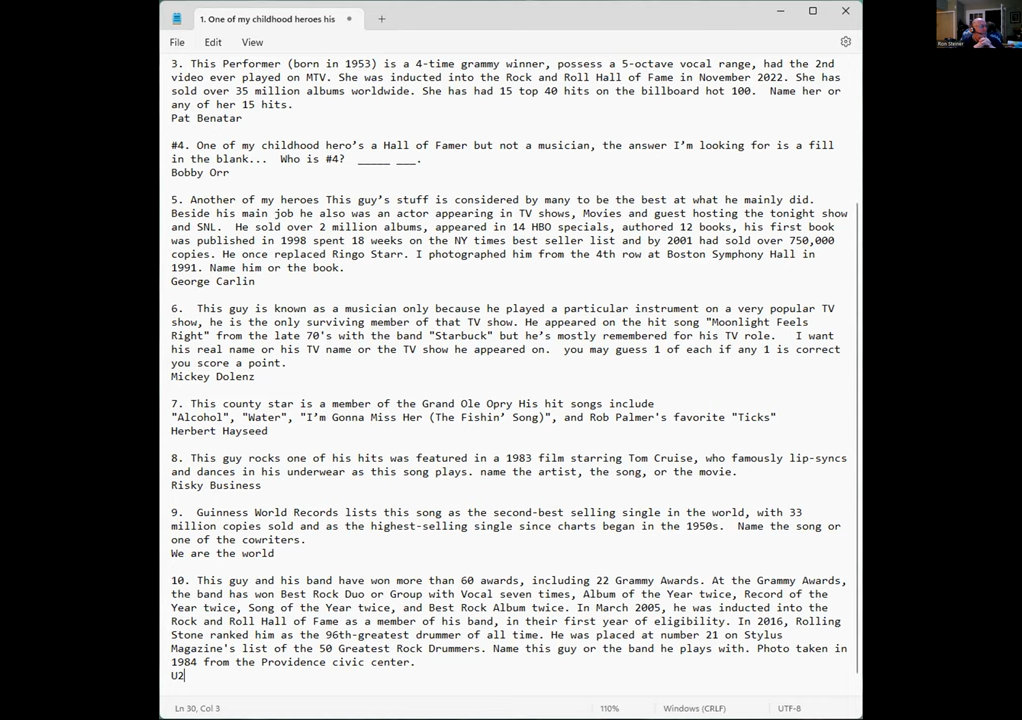 1. One of my childhood heroes his
File Edit View
3. This Performer (born in 1953) is a 4-time grammy winner, possess a 5-octave vocal range, had the 2nd
video ever played on MTV. She was inducted into the Rock and Roll Hall of Fame in November 2022. She has
sold over 35 million albums worldwide. She has had 15 top 40 hits on the billboard hot 100. Name her or
any of her 15 hits.
Pat Benatar
#4. One of my childhood hero's a Hall of Famer but not a musician, the answer I'm looking for is a fill
in the blank... Who is #4? _____ ___.
Bobby Orr
5. Another of my heroes This guy's stuff is considered by many to be the best at what he mainly did.
Beside his main job he also was an actor appearing in TV shows, Movies and guest hosting the tonight show
and SNL. He sold over 2 million albums, appeared in 14 HBO specials, authored 12 books, his first book
was published in 1998 spent 18 weeks on the NY times best seller list and by 2001 had sold over 750,000
copies. He once replaced Ringo Starr. I photographed him from the 4th row at Boston Symphony Hall in
1991. Name him or the book.
George Carlin
6. This guy is known as a musician only because he played a particular instrument on a very popular TV
show, he is the only surviving member of that TV show. He appeared on the hit song "Moonlight Feels
Right" from the late 70's with the band "Starbuck" but he's mostly remembered for his TV role. I want
his real name or his TV name or the TV show he appeared on. you may guess 1 of each if any 1 is correct
you score a point.
Mickey Dolenz
7. This county star is a member of the Grand Ole Opry His hit songs include
"Alcohol", "Water", "I'm Gonna Miss Her (The Fishin' Song)", and Rob Palmer's favorite "Ticks"
Herbert Hayseed
8. This guy rocks one of his hits was featured in a 1983 film starring Tom Cruise, who famously lip-syncs
and dances in his underwear as this song plays. name the artist, the song, or the movie.
Risky Business
9. Guinness World Records lists this song as the second-best selling single in the world, with 33
million copies sold and as the highest-selling single since charts began in the 1950s. Name the song or
one of the cowriters.
We are the world
10. This guy and his band have won more than 60 awards, including 22 Grammy Awards. At the Grammy Awards,
the band has won Best Rock Duo or Group with Vocal seven times, Album of the Year twice, Record of the
Year twice, Song of the Year twice, and Best Rock Album twice. In March 2005, he was inducted into the
Rock and Roll Hall of Fame as a member of his band, in their first year of eligibility. In 2016, Rolling
Stone ranked him as the 96th-greatest drummer of all time. He was placed at number 21 on Stylus
Magazine's list of the 50 Greatest Rock Drummers. Name this guy or the band he plays with. Photo taken in
1984 from the Providence civic center.
U2
Ln 30, Col 3 110% Windows (CRLF) UTF-8
Ron Steiner